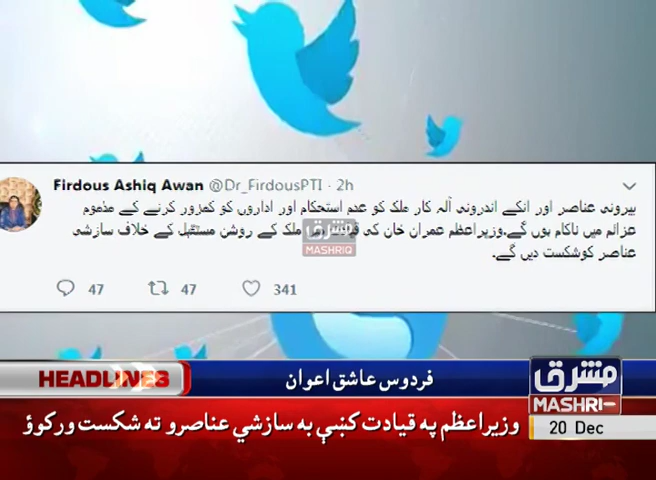 Firdous Ashiq Awan @Dr_FirdousPTI · 2h
بیرونی عناصر اور انکے اندرونی آلہ کار ملک کو عدم استحکام اور اداروں کو کمزور کرنے کے مذموم
عزائم میں ناکام ہوں گے۔وزیراعظم عمران خان کی ملک کے روشن مستقبل کے خلاف سازشی
عناصر کوشکست دیں گے۔
مشرق
MASHRIQ
47 47 341
HEADLINES
فردوس عاشق اعوان
مشرق
MASHRI
وزیراعظم په قیادت کښې به سازشي عناصرو ته شکست ورکوؤ
20 Dec